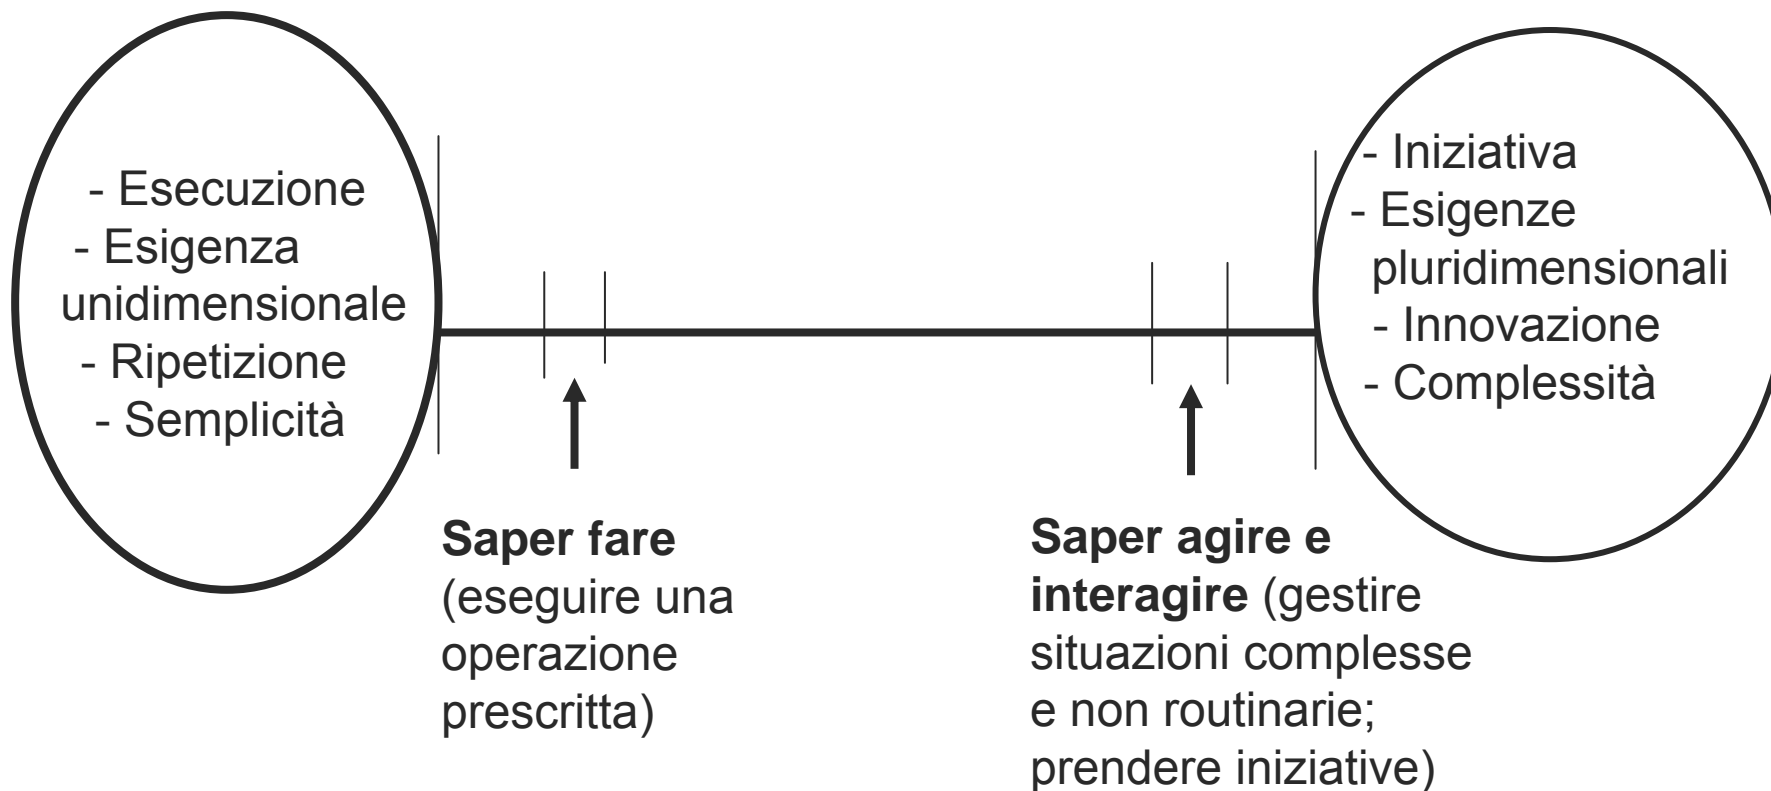 - Esecuzione
- Esigenza
unidimensionale
- Ripetizione
- Semplicità
- Iniziativa
- Esigenze
pluridimensionali
- Innovazione
- Complessità
Saper fare
(eseguire una
operazione
prescritta)
Saper agire e
interagire (gestire
situazioni complesse
e non routinarie;
prendere iniziative)